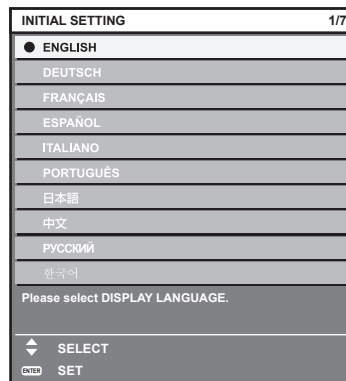 INITIAL SETTING 1/7
ENGLISH
DEUTSCH
FRANÇAIS
ESPAÑOL
ITALIANO
PORTUGUÊS
日本語
中文
РУССКИЙ
한국어
Please select DISPLAY LANGUAGE.
SELECT
ENTER SET